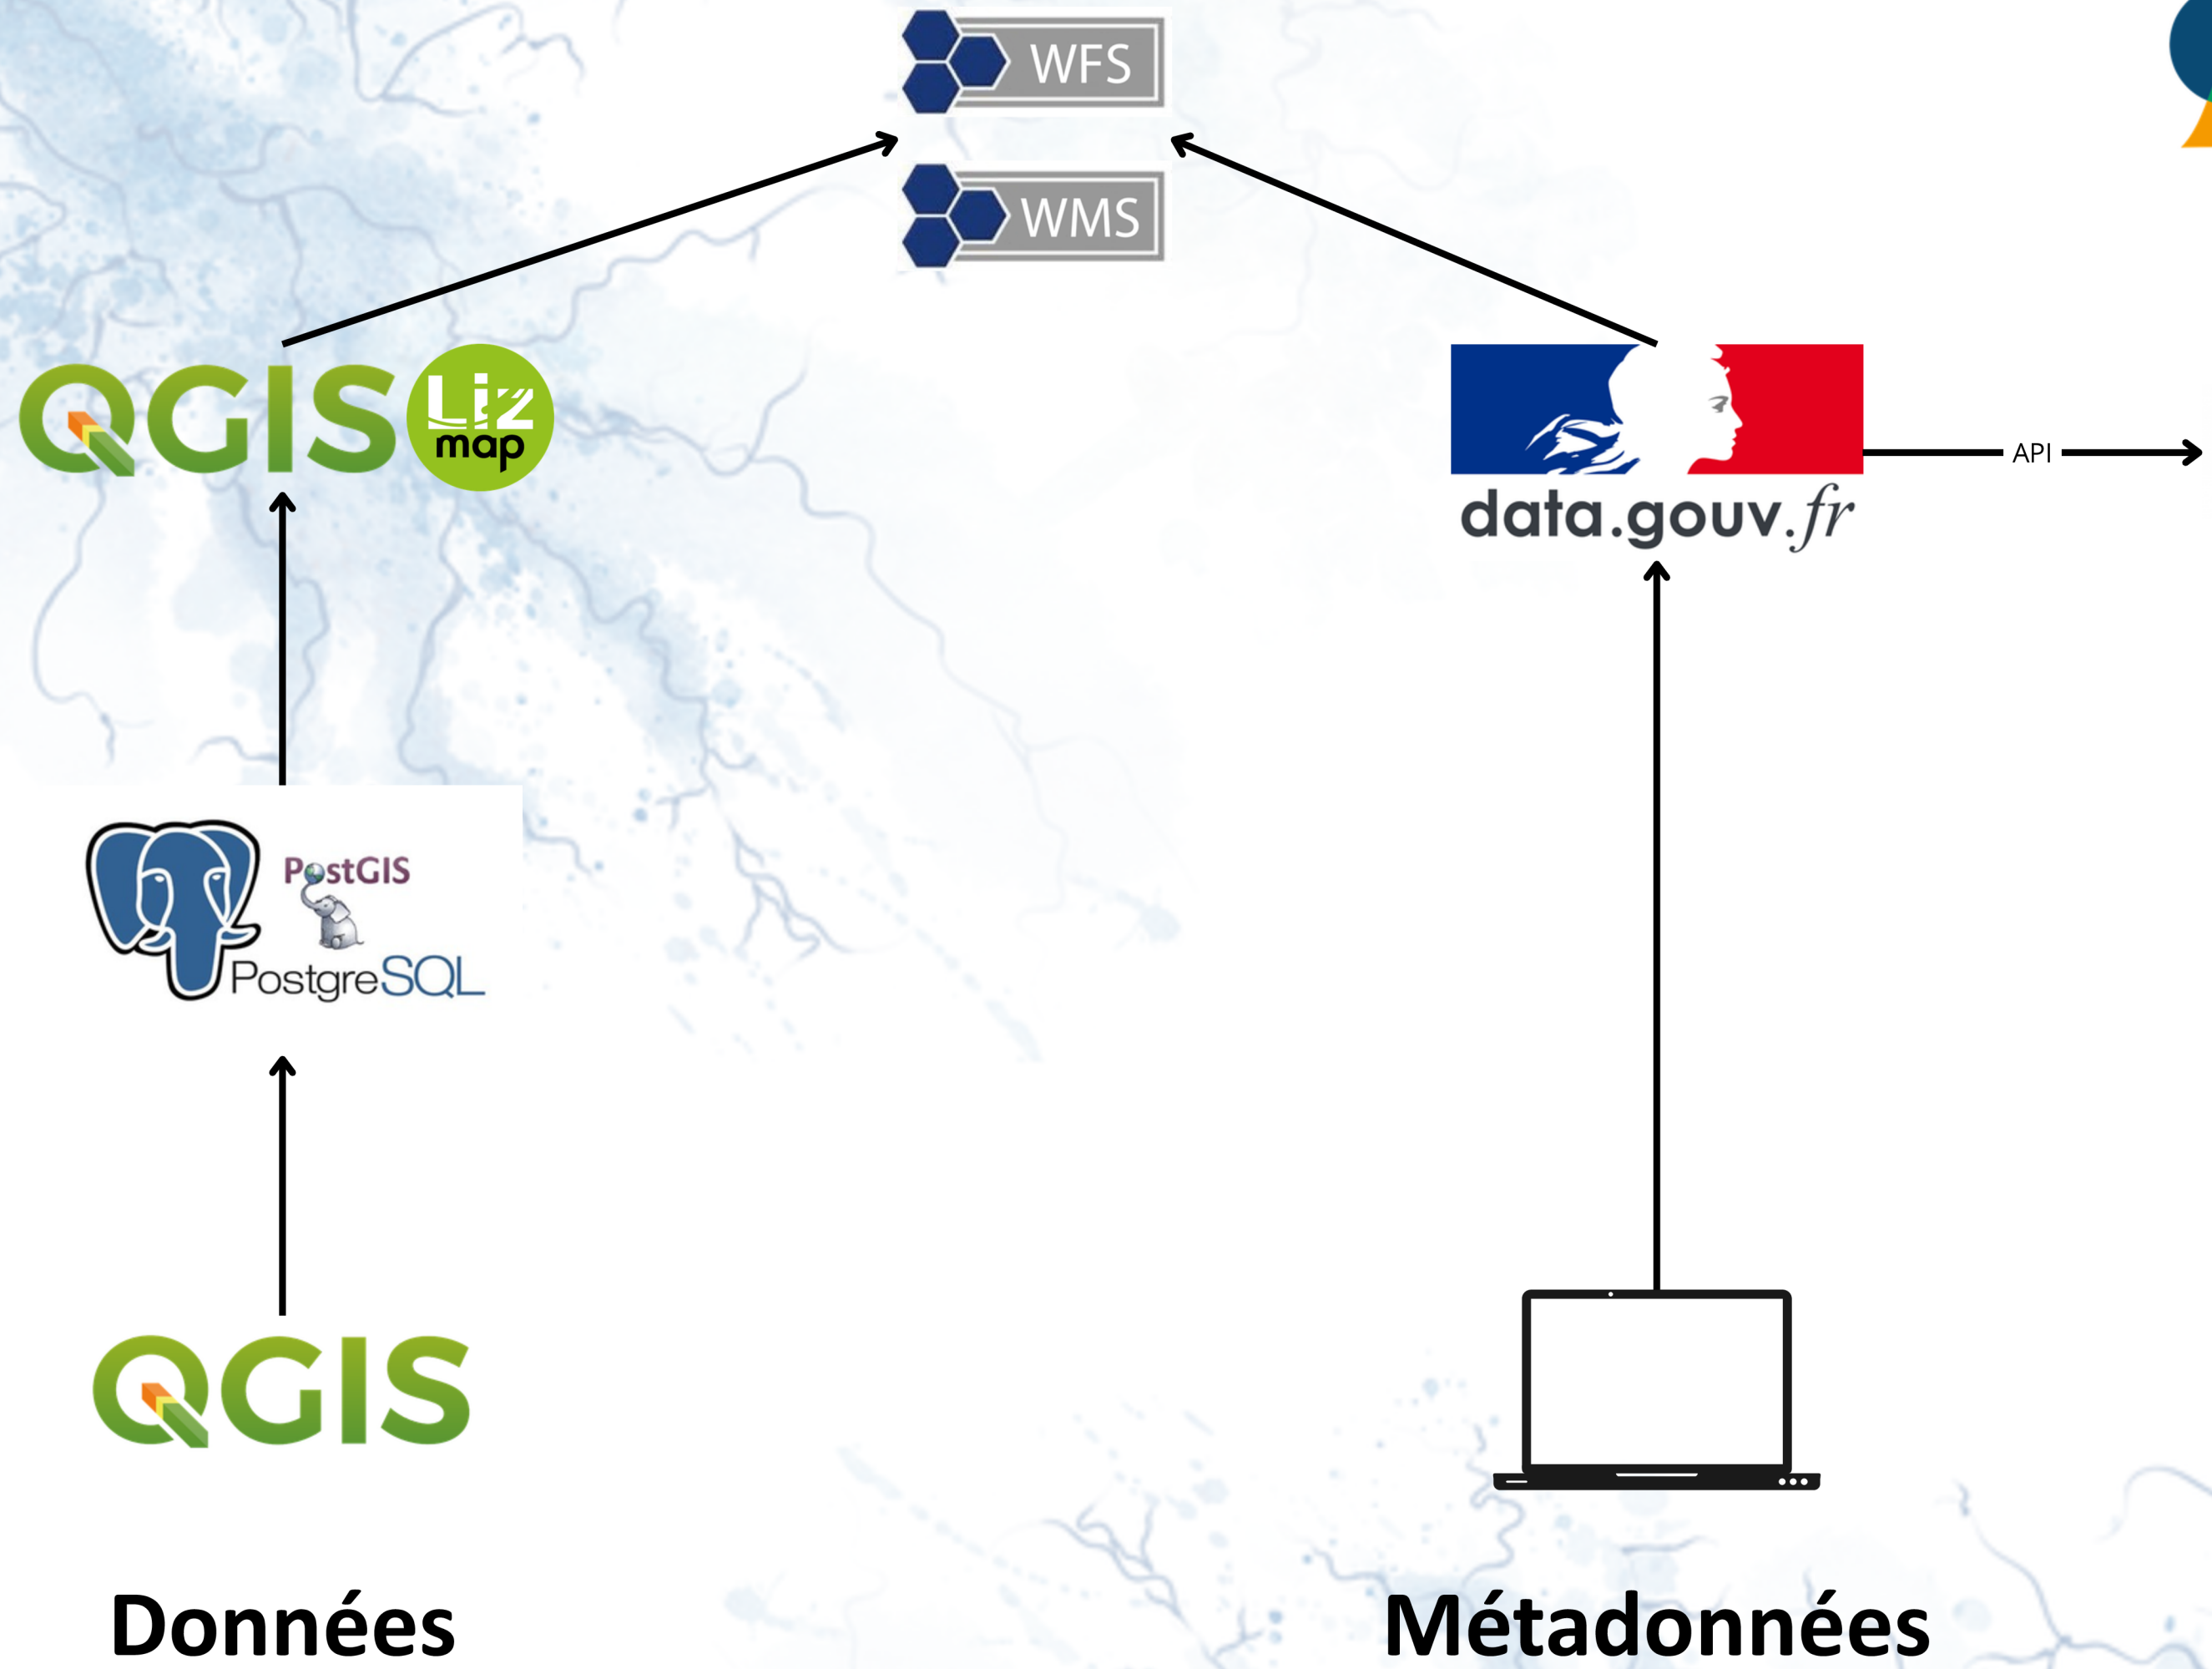 WFS
WMS
QGIS
Liz
map
data.gouv.fr
API
PostGIS
PostgreSQL
QGIS
Données
Métadonnées